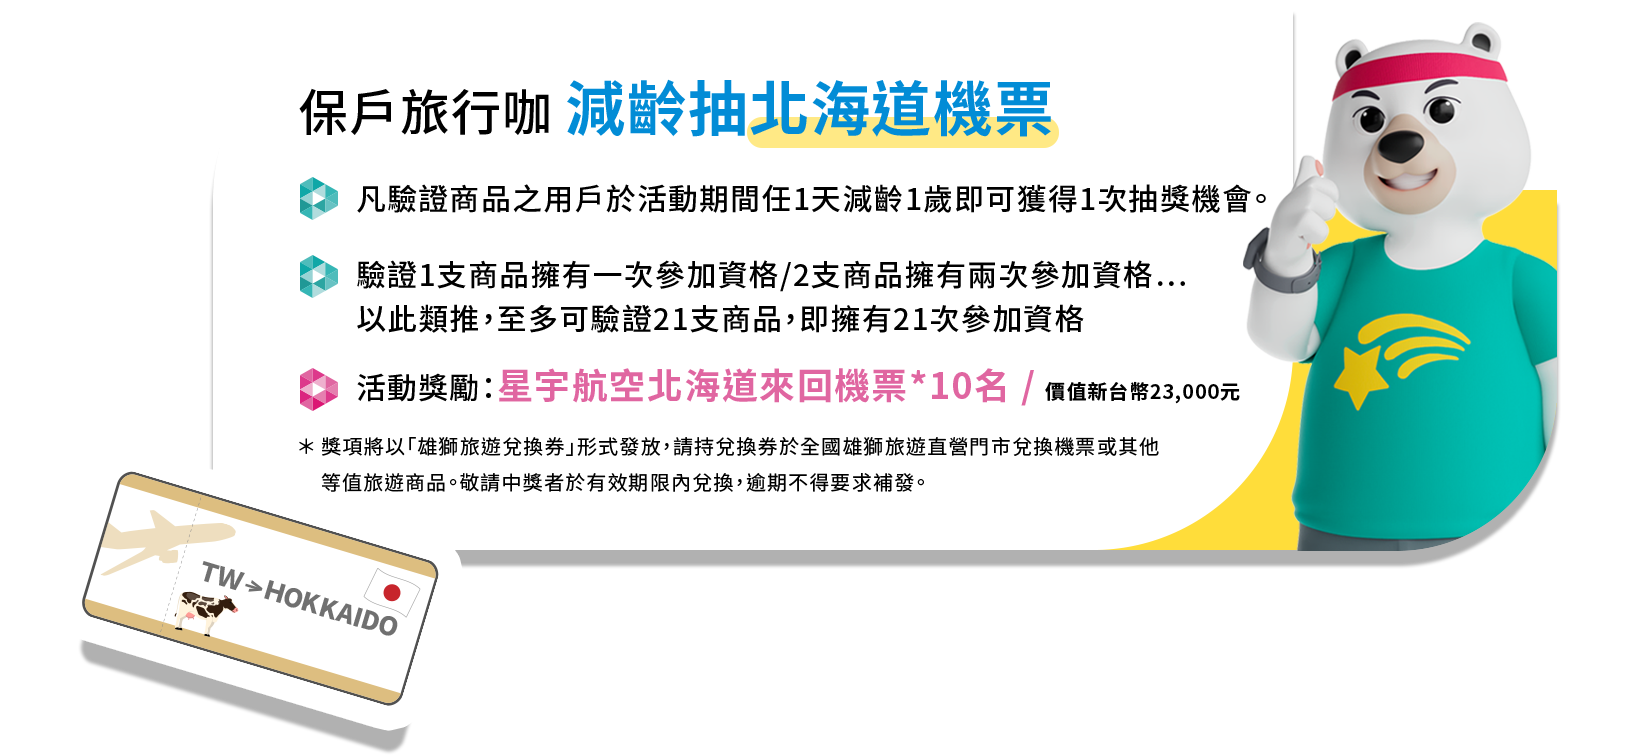 保戶旅行咖 減齡抽北海道機票
凡驗證商品之用戶於活動期間任1天減齡1歲即可獲得1次抽獎機會。
驗證1支商品擁有一次參加資格/2支商品擁有兩次參加資格...
以此類推，至多可驗證21支商品，即擁有21次參加資格
活動獎勵：星宇航空北海道來回機票*10名 / 價值新台幣23,000元
＊ 獎項將以「雄獅旅遊兌換券」形式發放，請持兌換券於全國雄獅旅遊直營門市兌換機票或其他
等值旅遊商品。敬請中獎者於有效期限內兌換，逾期不得要求補發。
TW➳HOKKAIDO